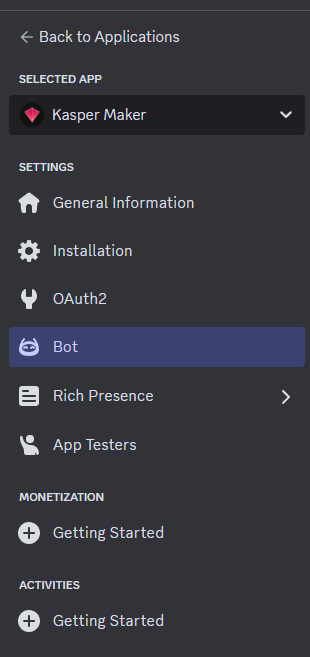 Back to Applications
SELECTED APP
Kasper Maker
SETTINGS
General Information
Installation
OAuth2
Bot
Rich Presence
App Testers
MONETIZATION
Getting Started
ACTIVITIES
Getting Started